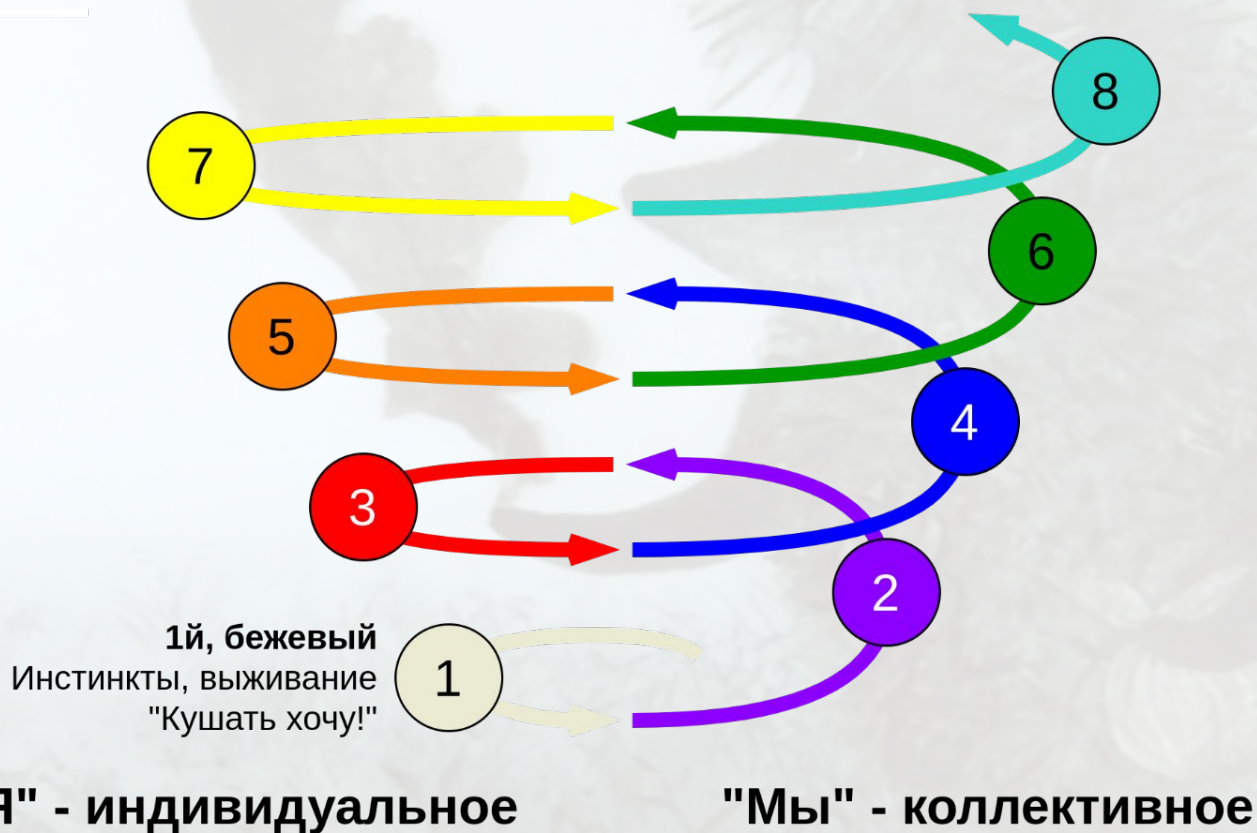 8
7
6
5
4
3
2
1й, бежевый
Инстинкты, выживание
"Кушать хочу!"
1
Я" - индивидуальное
"Мы" - коллективное